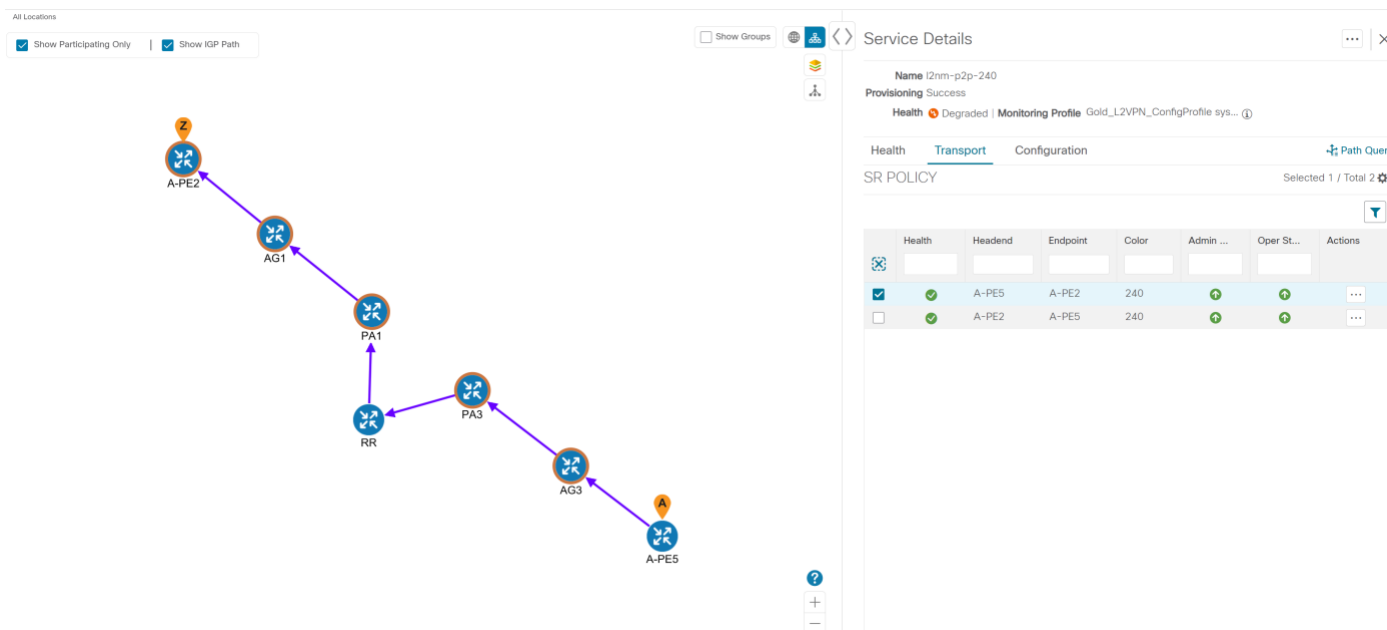 All Locations
Show Participating Only | Show IGP Path
Show Groups
Z
A-PE2
AG1
PA1
PA3
RR
AG3
A
A-PE5
?
Service Details
Name l2nm-p2p-240
Provisioning Success
Health Degraded | Monitoring Profile Gold_L2VPN_ConfigProfile sys...
Health Transport Configuration Path Quer
SR POLICY Selected 1 / Total 2
Health Headend Endpoint Color Admin ... Oper St... Actions
A-PE5 A-PE2 240
A-PE2 A-PE5 240